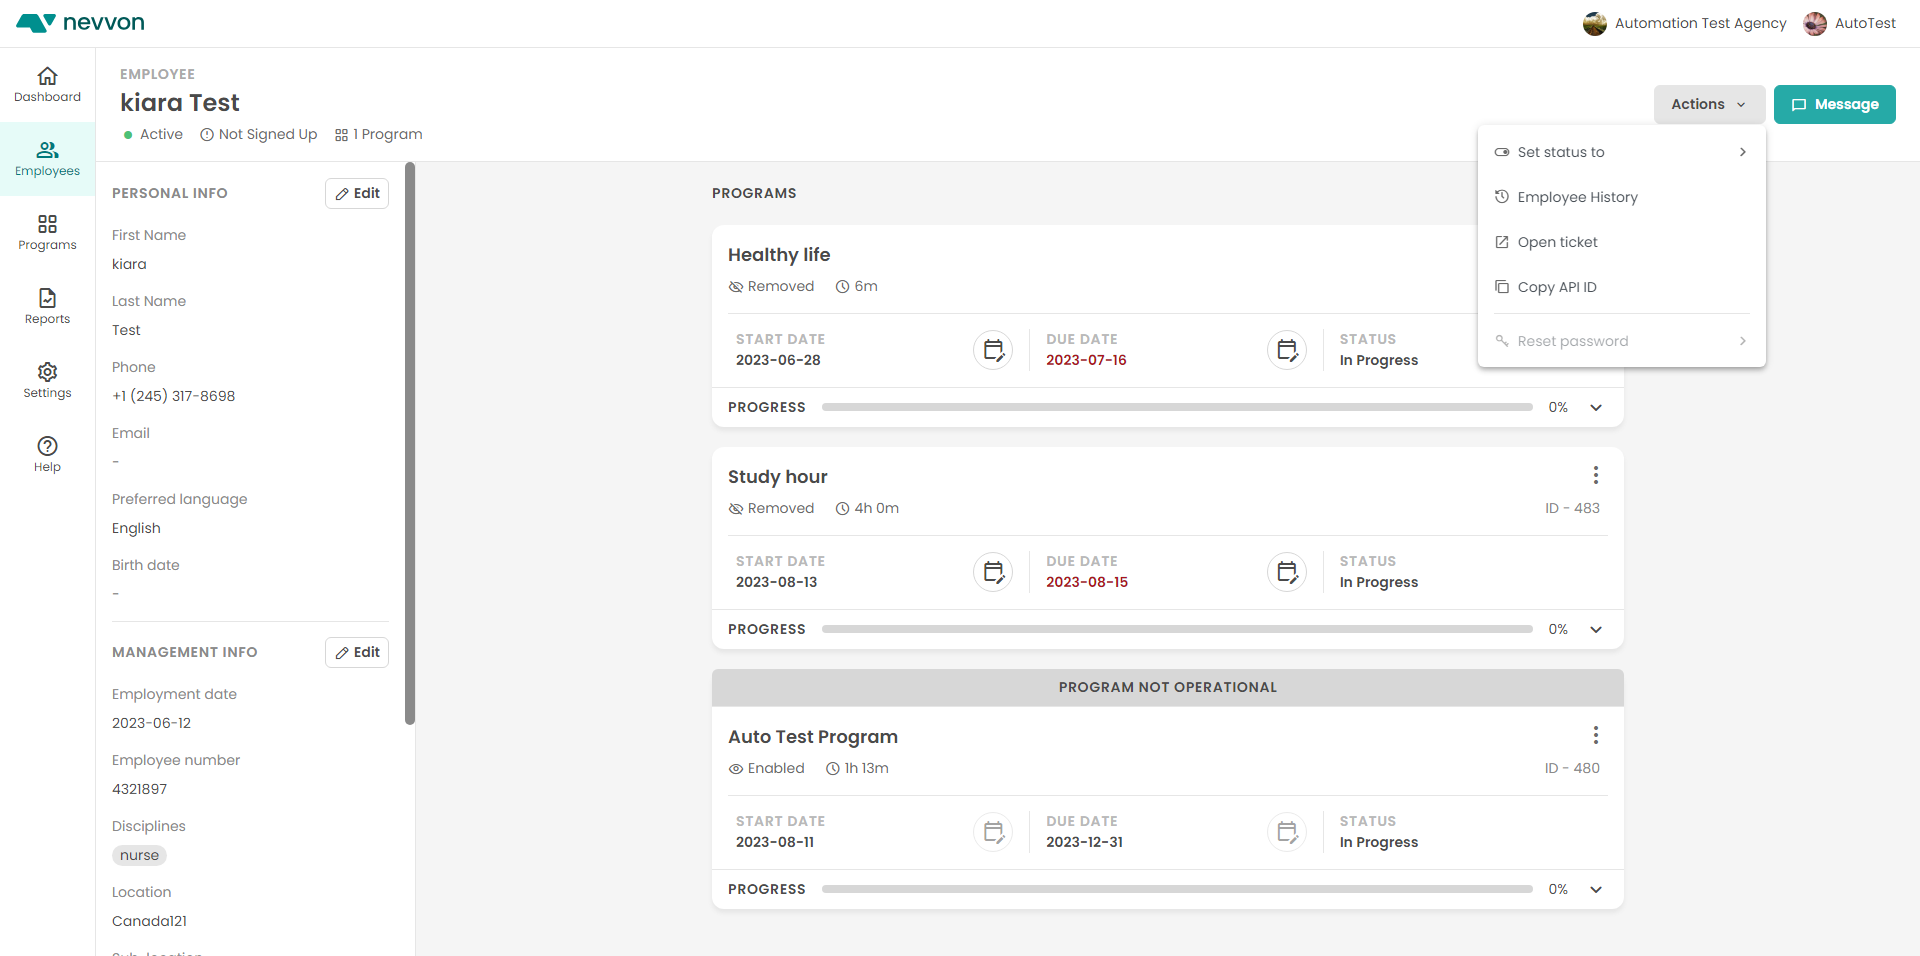 nevvon
Automation Test Agency
AutoTest
Dashboard
Employees
Programs
Reports
Settings
Help
EMPLOYEE
kiara Test
Active
Not Signed Up
1 Program
Actions
Message
Set status to
Employee History
Open ticket
Copy API ID
Reset password
PERSONAL INFO
Edit
First Name
kiara
Last Name
Test
Phone
+1 (245) 317-8698
Email
-
Preferred language
English
Birth date
-
MANAGEMENT INFO
Edit
Employment date
2023-06-12
Employee number
4321897
Disciplines
nurse
Location
Canada121
PROGRAMS
Healthy life
Removed
6m
START DATE
2023-06-28
DUE DATE
2023-07-16
STATUS
In Progress
PROGRESS
0%
Study hour
Removed
4h 0m
ID - 483
START DATE
2023-08-13
DUE DATE
2023-08-15
STATUS
In Progress
PROGRESS
0%
PROGRAM NOT OPERATIONAL
Auto Test Program
Enabled
1h 13m
ID - 480
START DATE
2023-08-11
DUE DATE
2023-12-31
STATUS
In Progress
PROGRESS
0%